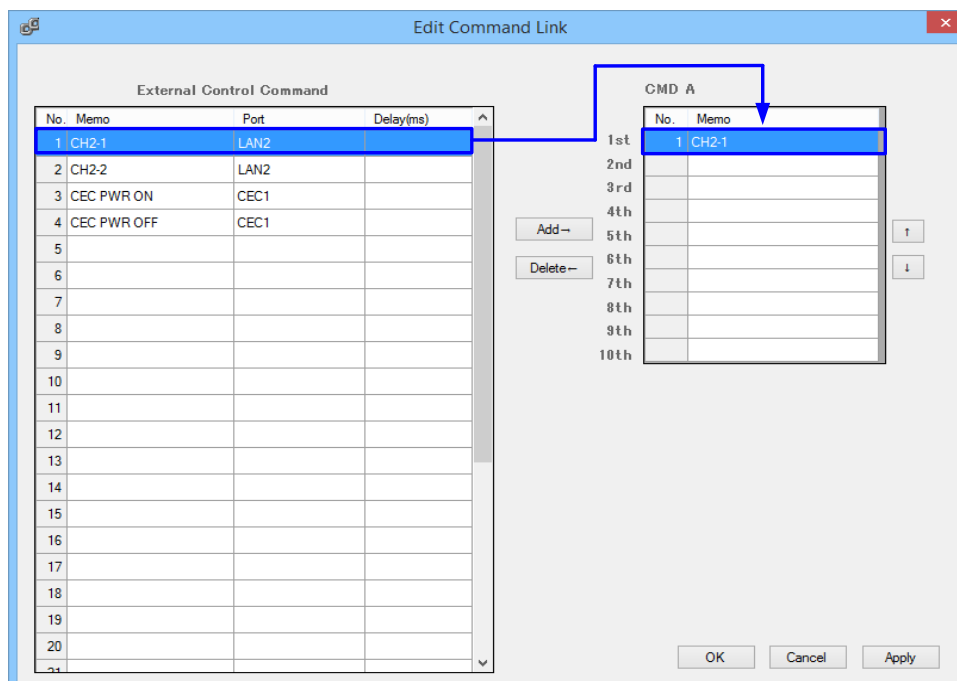 Edit Command Link
×
External Control Command
No. Memo Port Delay(ms)
1 CH2-1 LAN2
2 CH2-2 LAN2
3 CEC PWR ON CEC1
4 CEC PWR OFF CEC1
5
6
7
8
9
10
11
12
13
14
15
16
17
18
19
20
21
Add→
Delete←
CMD A
No. Memo
1st 1 CH2-1
2nd
3rd
4th
5th
6th
7th
8th
9th
10th
↑
↓
OK Cancel Apply